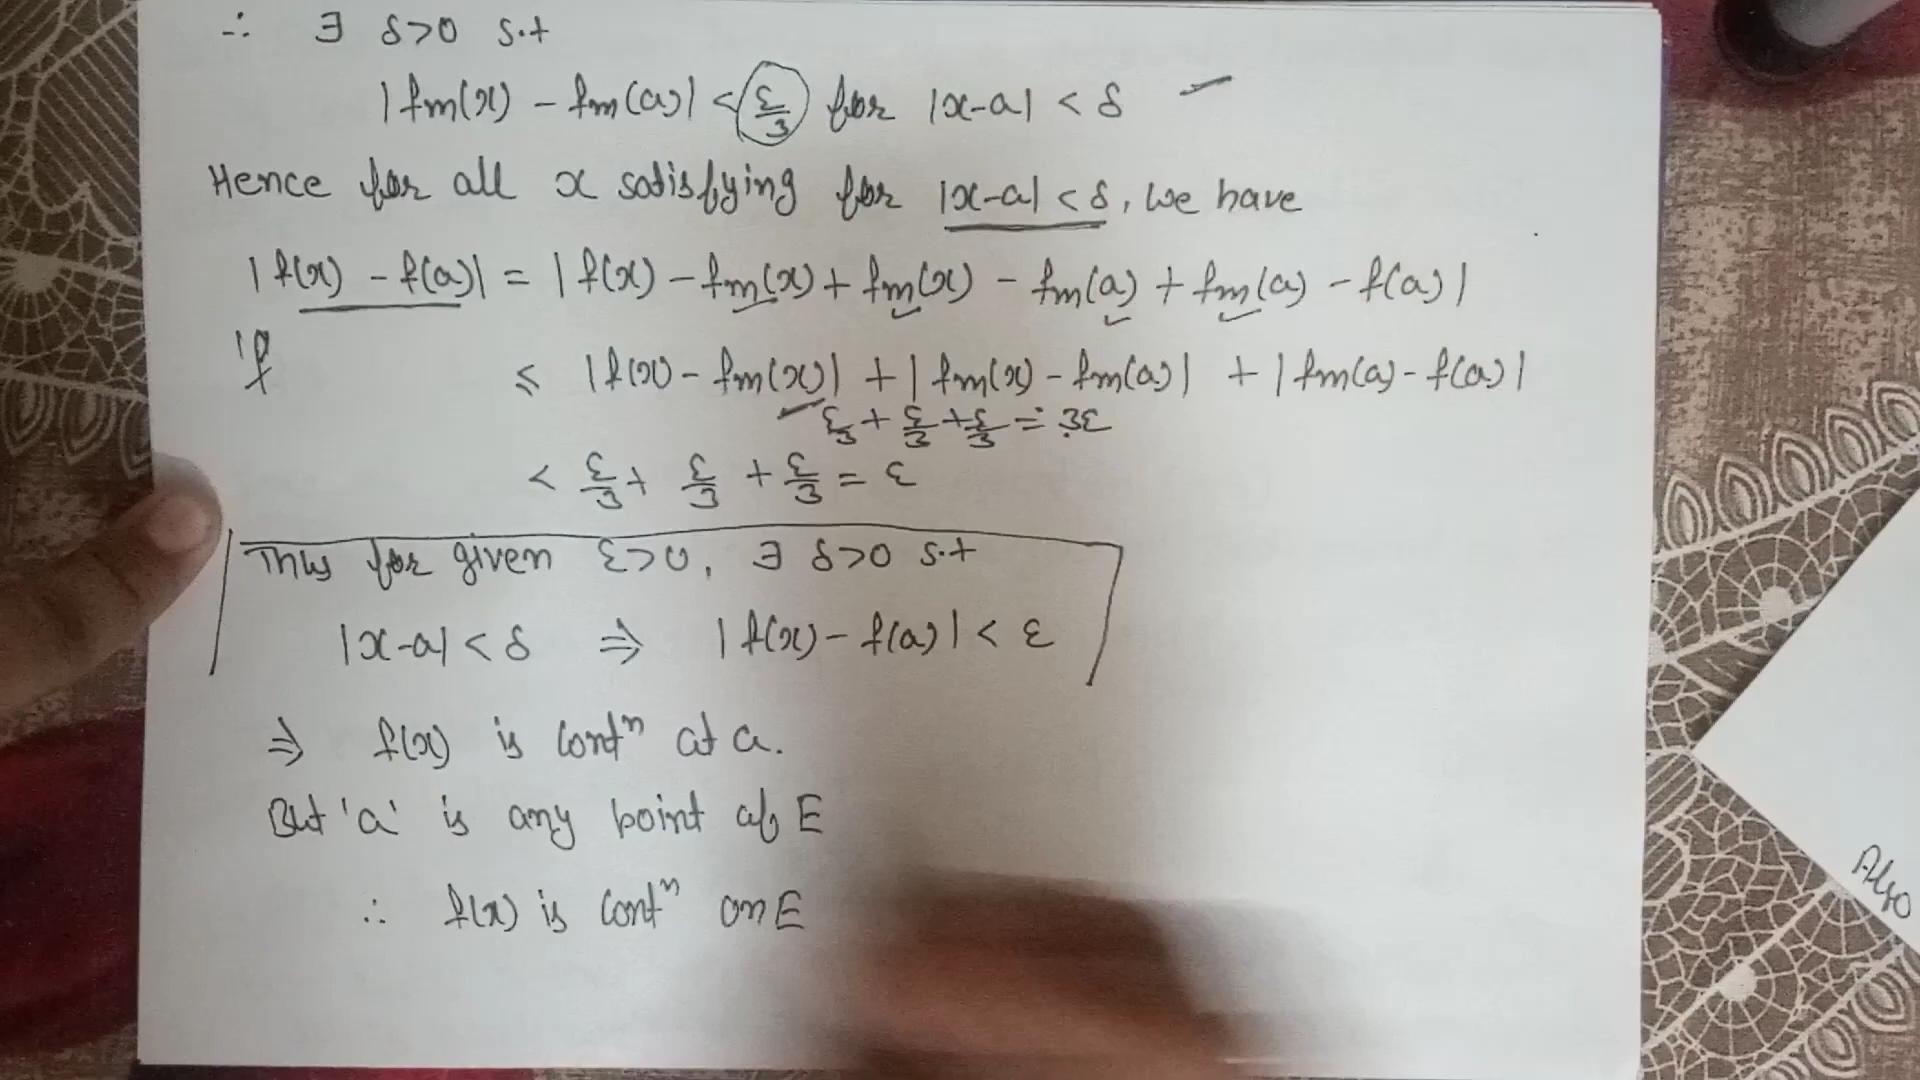 ∴ ∃ δ>0 s.t
|fm(x) - fm(a)| < ε/3 for |x-a| < δ
Hence for all x satisfying for |x-a| < δ, we have
|f(x) - f(a)| = |f(x) - fm(x) + fm(x) - fm(a) + fm(a) - f(a)|
≤ |f(x) - fm(x)| + |fm(x) - fm(a)| + |fm(a) - f(a)|
ε/3 + ε/3 + ε/3 = 3ε
< ε/3 + ε/3 + ε/3 = ε
Thus for given ε>0, ∃ δ>0 s.t
|x-a| < δ ⇒ |f(x) - f(a)| < ε
⇒ f(x) is contⁿ at a.
But 'a' is any point of E
∴ f(x) is contⁿ on E
Also